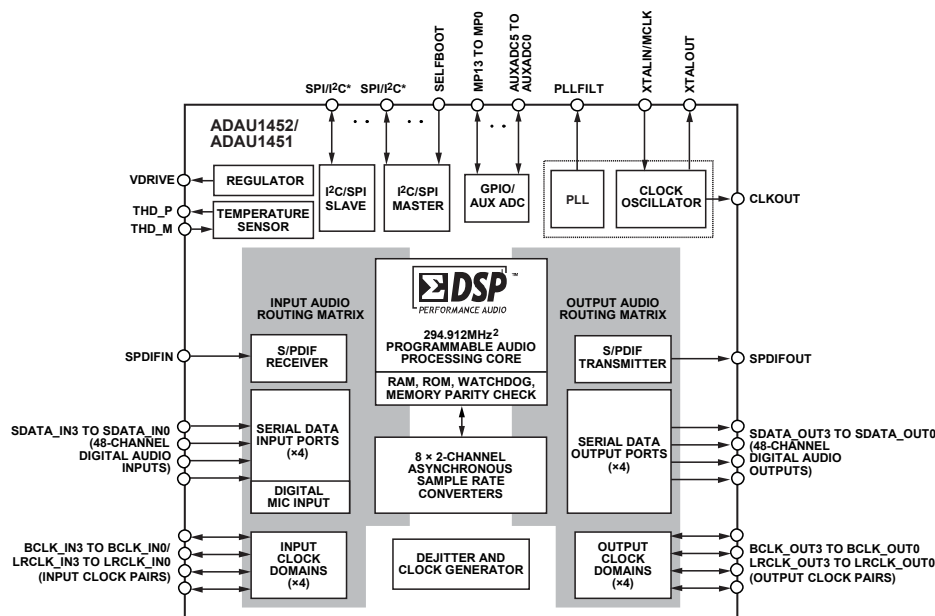 SPI/I²C*
SPI/I²C*
SELFBOOT
MP13 TO MP0
AUXADC5 TO
AUXADC0
PLLFILT
XTALIN/MCLK
XTALOUT
ADAU1452/
ADAU1451
VDRIVE
REGULATOR
THD_P
THD_M
TEMPERATURE
SENSOR
I²C/SPI
SLAVE
I²C/SPI
MASTER
GPIO/
AUX ADC
PLL
CLOCK
OSCILLATOR
CLKOUT
INPUT AUDIO
ROUTING MATRIX
ΣDSP™
PERFORMANCE AUDIO
294.912MHz²
PROGRAMMABLE AUDIO
PROCESSING CORE
RAM, ROM, WATCHDOG,
MEMORY PARITY CHECK
OUTPUT AUDIO
ROUTING MATRIX
SPDIFIN
S/PDIF
RECEIVER
S/PDIF
TRANSMITTER
SPDIFOUT
SDATA_IN3 TO SDATA_IN0
(48-CHANNEL
DIGITAL AUDIO
INPUTS)
SERIAL DATA
INPUT PORTS
(×4)
DIGITAL
MIC INPUT
8 × 2-CHANNEL
ASYNCHRONOUS
SAMPLE RATE
CONVERTERS
SERIAL DATA
OUTPUT PORTS
(×4)
SDATA_OUT3 TO SDATA_OUT0
(48-CHANNEL
DIGITAL AUDIO
OUTPUTS)
BCLK_IN3 TO BCLK_IN0/
LRCLK_IN3 TO LRCLK_IN0
(INPUT CLOCK PAIRS)
INPUT
CLOCK
DOMAINS
(×4)
DEJITTER AND
CLOCK GENERATOR
OUTPUT
CLOCK
DOMAINS
(×4)
BCLK_OUT3 TO BCLK_OUT0
LRCLK_OUT3 TO LRCLK_OUT0
(OUTPUT CLOCK PAIRS)